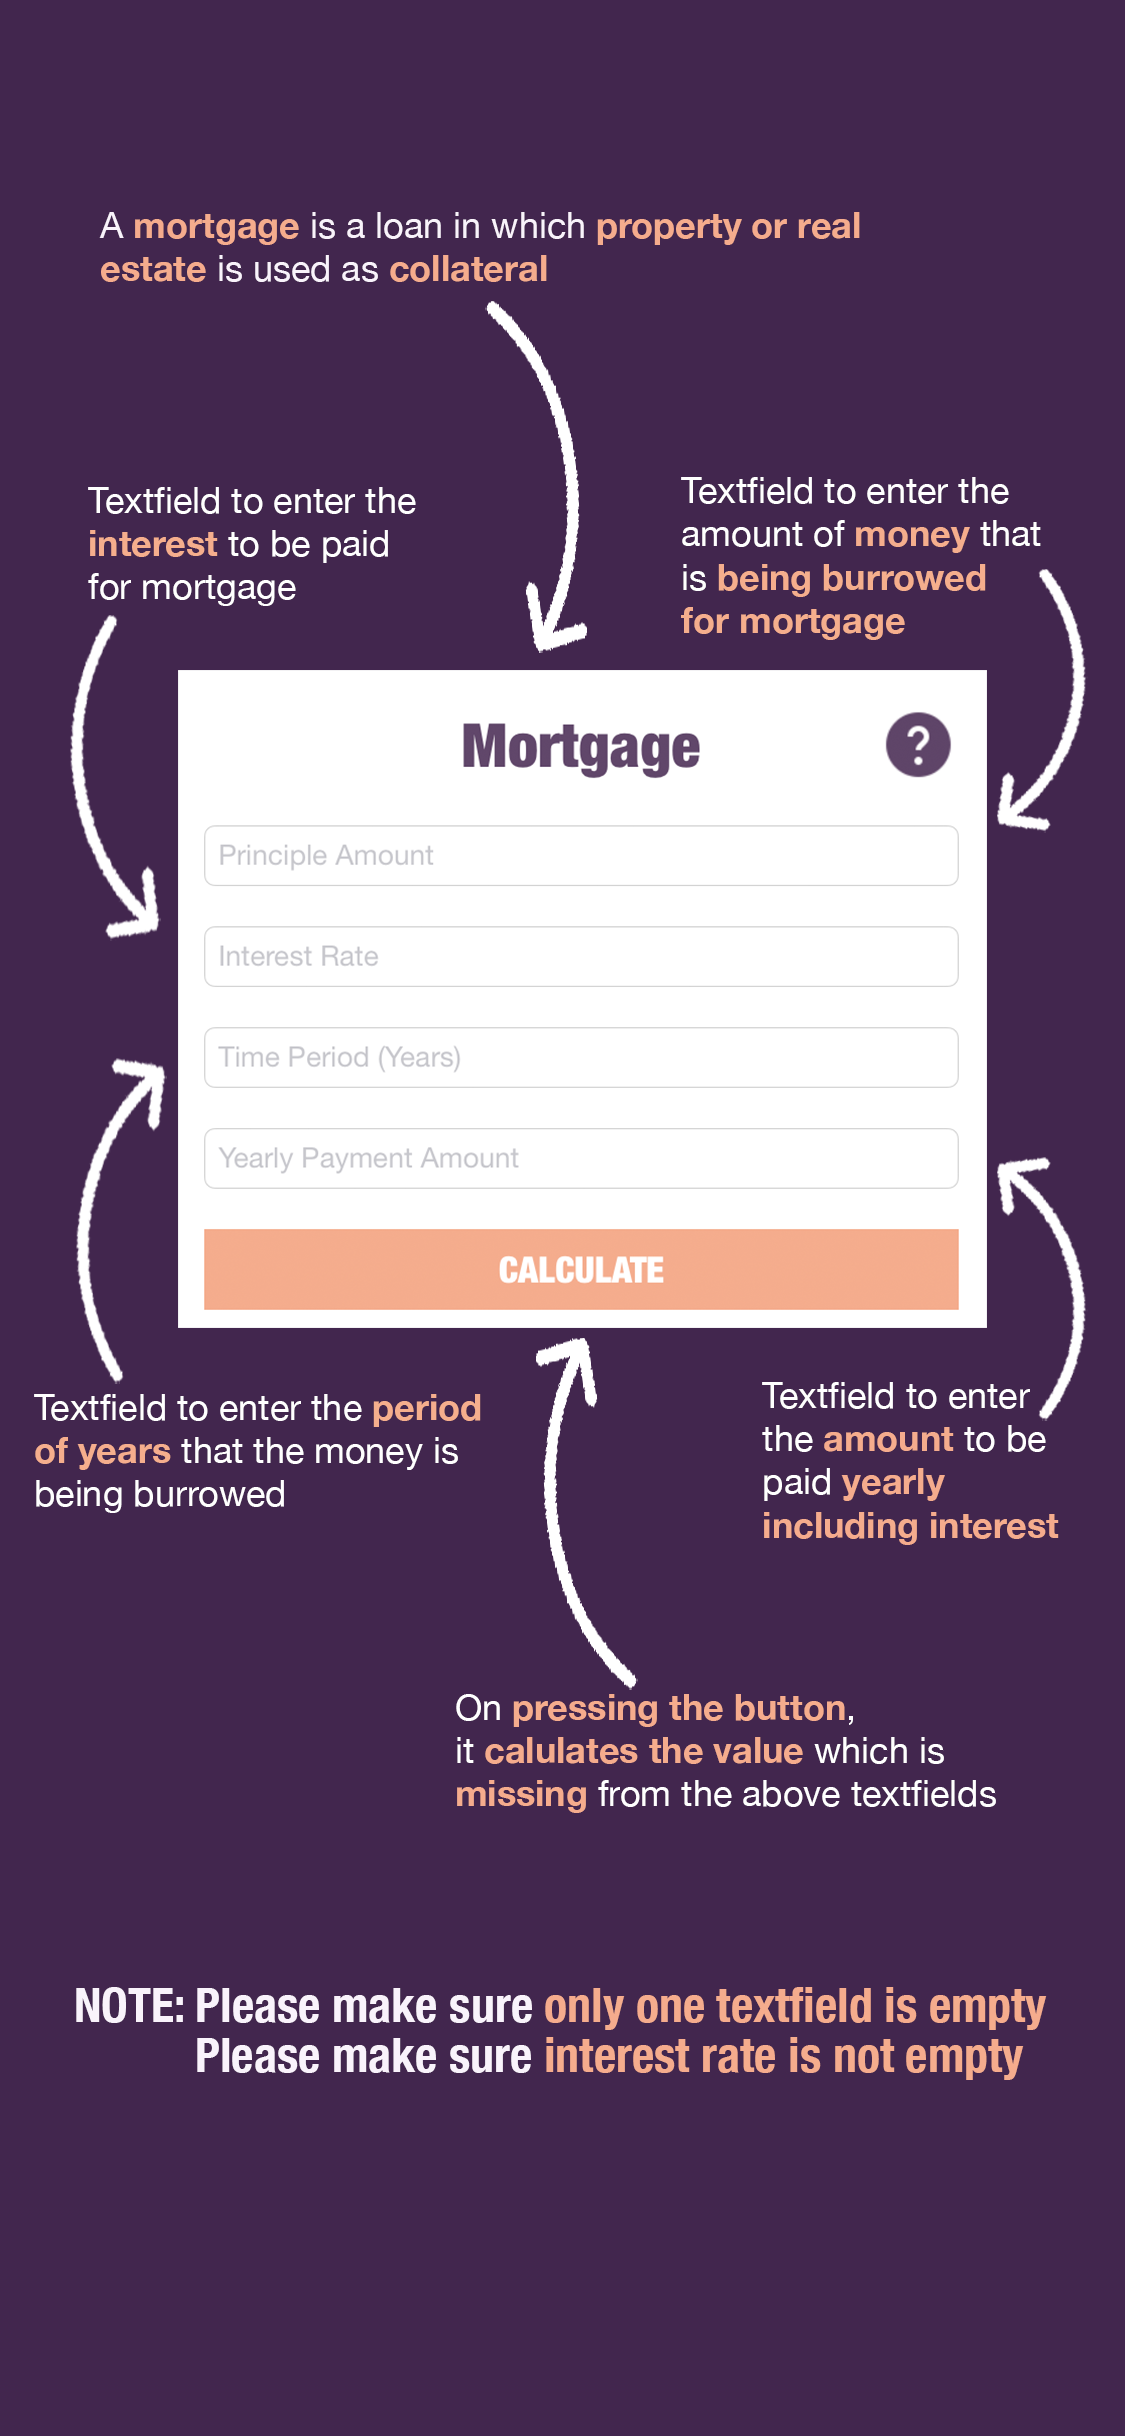 A mortgage is a loan in which property or real
estate is used as collateral
Textfield to enter the
interest to be paid
for mortgage
Textfield to enter the
amount of money that
is being burrowed
for mortgage
Mortgage
?
Principle Amount
Interest Rate
Time Period (Years)
Yearly Payment Amount
CALCULATE
Textfield to enter the period
of years that the money is
being burrowed
Textfield to enter
the amount to be
paid yearly
including interest
On pressing the button,
it calulates the value which is
missing from the above textfields
NOTE: Please make sure only one textfield is empty
Please make sure interest rate is not empty